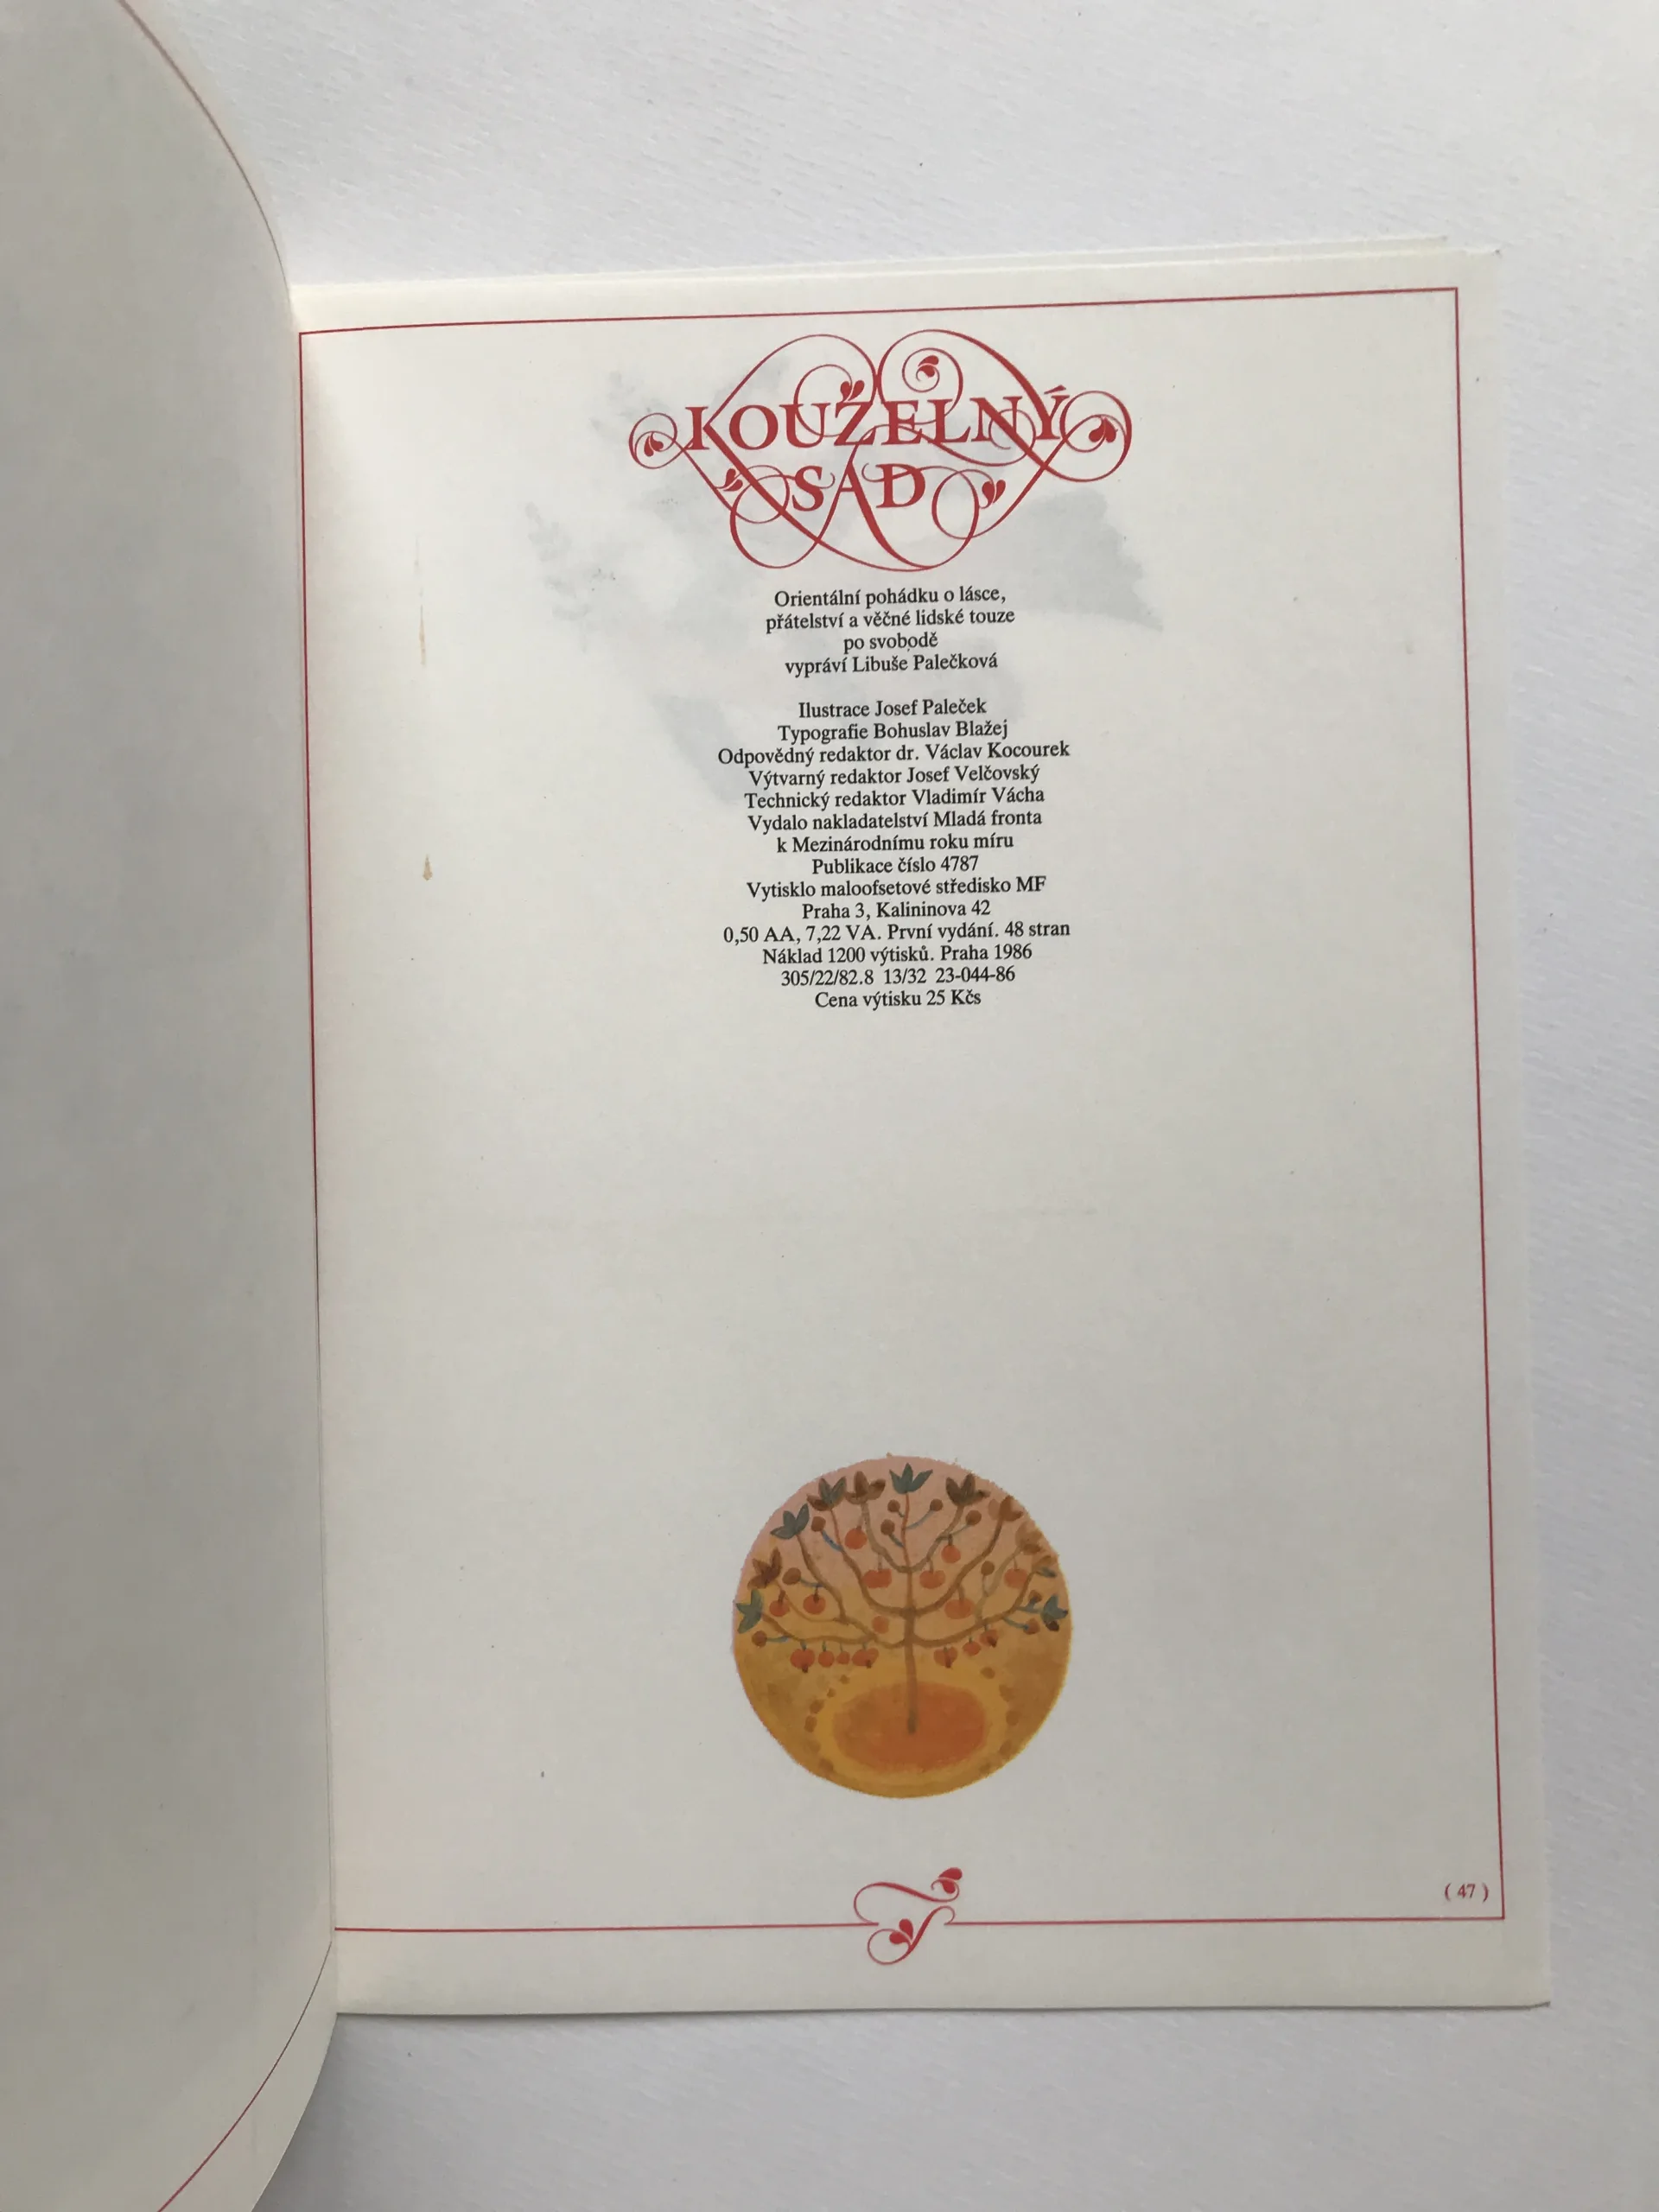 KOUZELNÝ
SAD
Orientální pohádku o lásce,
přátelství a věčné lidské touze
po svobodě
vypráví Libuše Palečková
Ilustrace Josef Paleček
Typografie Bohuslav Blažej
Odpovědný redaktor dr. Václav Kocourek
Výtvarný redaktor Josef Velčovský
Technický redaktor Vladimír Vácha
Vydalo nakladatelství Mladá fronta
k Mezinárodnímu roku míru
Publikace číslo 4787
Vytisklo maloofsetové středisko MF
Praha 3, Kalininova 42
0,50 AA, 7,22 VA. První vydání. 48 stran
Náklad 1200 výtisků. Praha 1986
305/22/82.8 13/32 23-044-86
Cena výtisku 25 Kčs
( 47 )